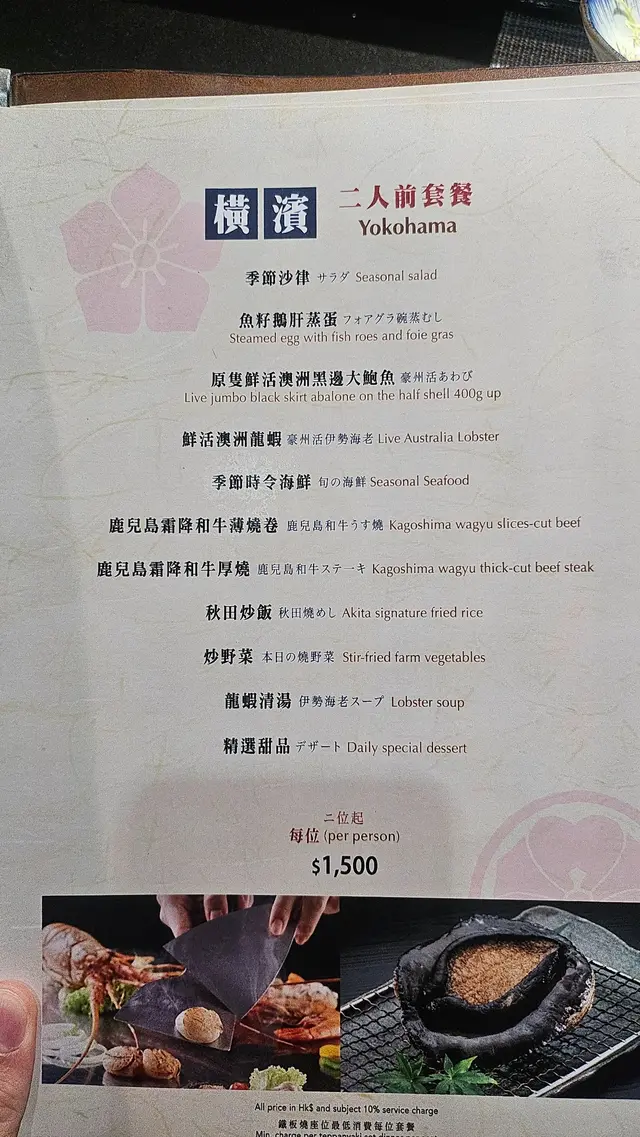 橫濱 二人前套餐
Yokohama
季節沙律 サラダ Seasonal salad
魚籽鵝肝蒸蛋 フォアグラ碗蒸むし
Steamed egg with fish roes and foie gras
原隻鮮活澳洲黑邊大鮑魚 豪州活あわび
Live jumbo black skirt abalone on the half shell 400g up
鮮活澳洲龍蝦 豪州活伊勢海老 Live Australia Lobster
季節時令海鮮 旬の海鮮 Seasonal Seafood
鹿兒島霜降和牛薄燒卷 鹿兒島和牛うす燒 Kagoshima wagyu slices-cut beef
鹿兒島霜降和牛厚燒 鹿兒島和牛ステーキ Kagoshima wagyu thick-cut beef steak
秋田炒飯 秋田燒めし Akita signature fried rice
炒野菜 本日の燒野菜 Stir-fried farm vegetables
龍蝦清湯 伊勢海老スープ Lobster soup
精選甜品 デザート Daily special dessert
二位起
每位 (per person)
$1,500
All price in Hk$ and subject 10% service charge
鐵板燒座位最低消費每位套餐
Min. charge per teppanyaki set dinner